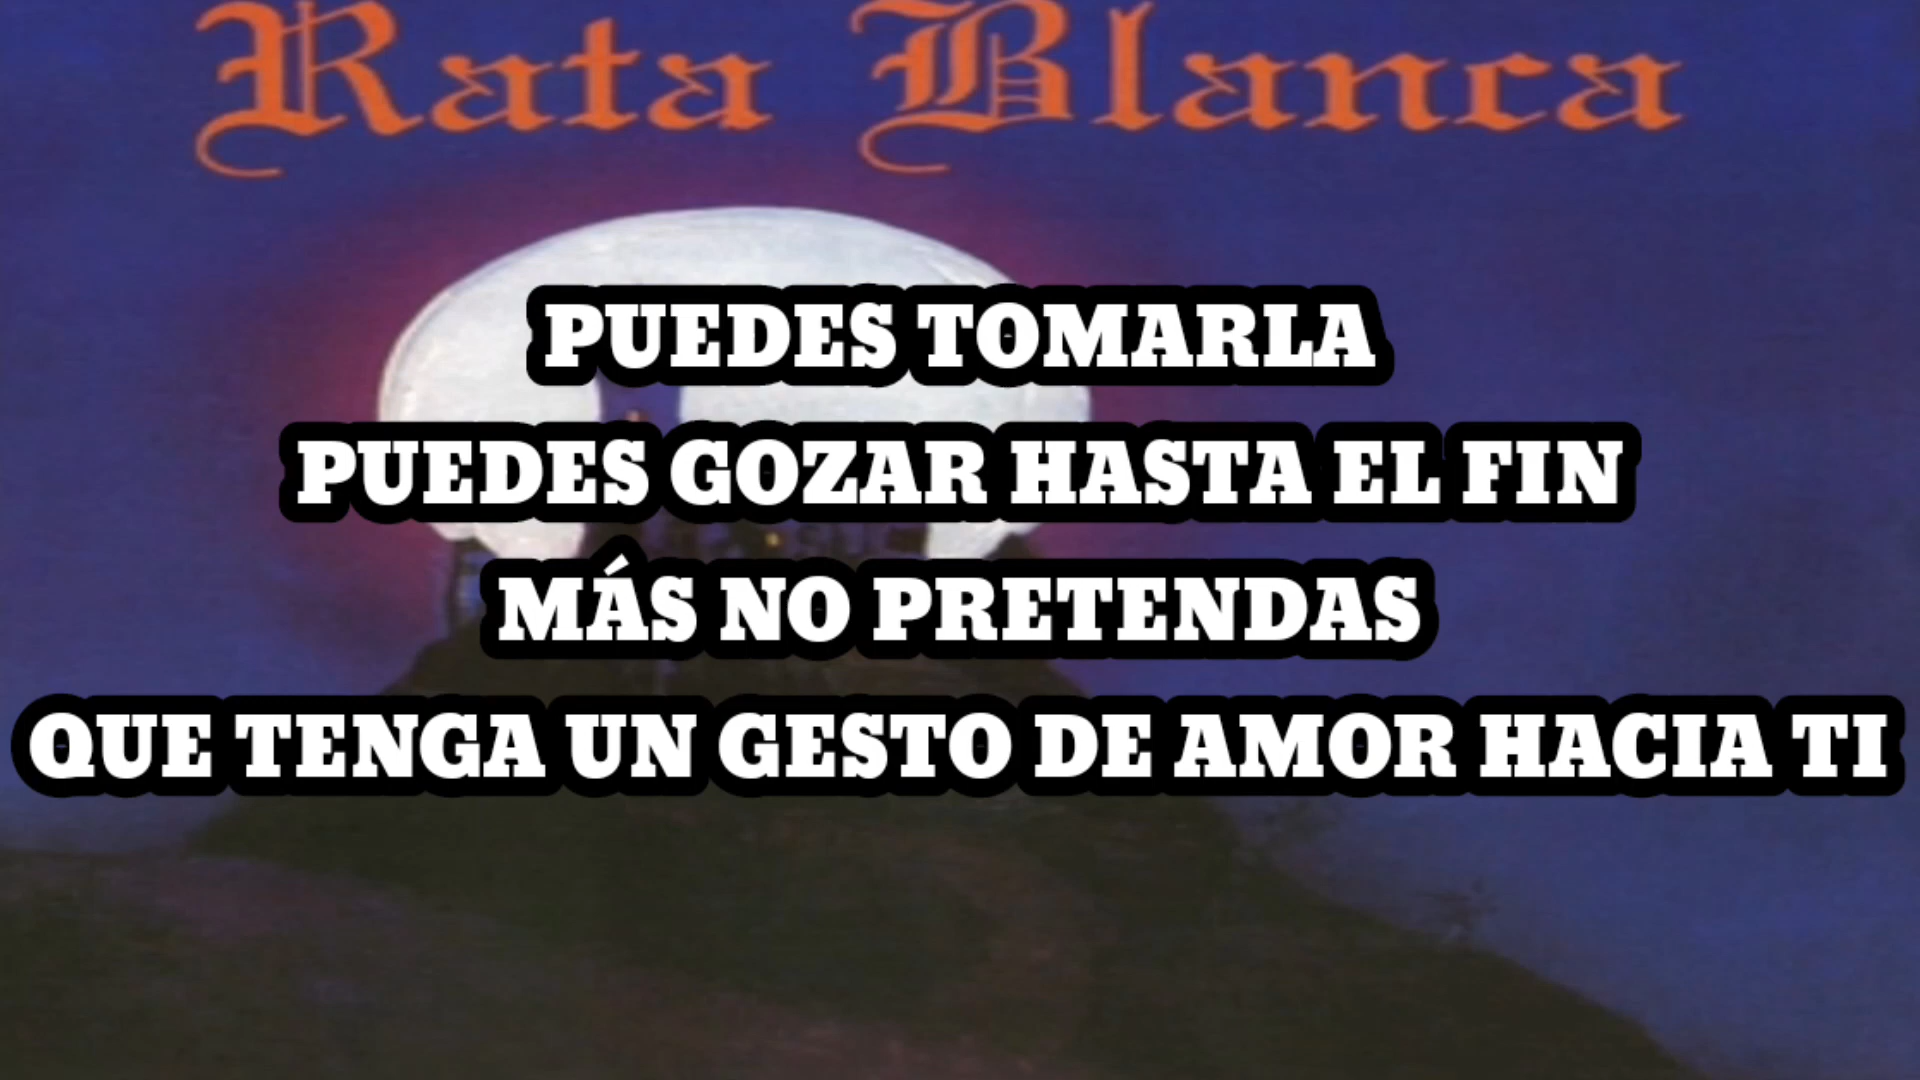 Rata Blanca
PUEDES TOMARLA
PUEDES GOZAR HASTA EL FIN
MÁS NO PRETENDAS
QUE TENGA UN GESTO DE AMOR HACIA TI